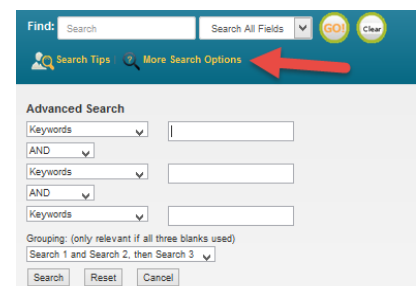 Find: Search Search All Fields GO! Clear
Search Tips | More Search Options
Advanced Search
Keywords
AND
Keywords
AND
Keywords
Grouping: (only relevant if all three blanks used)
Search 1 and Search 2, then Search 3
Search Reset Cancel